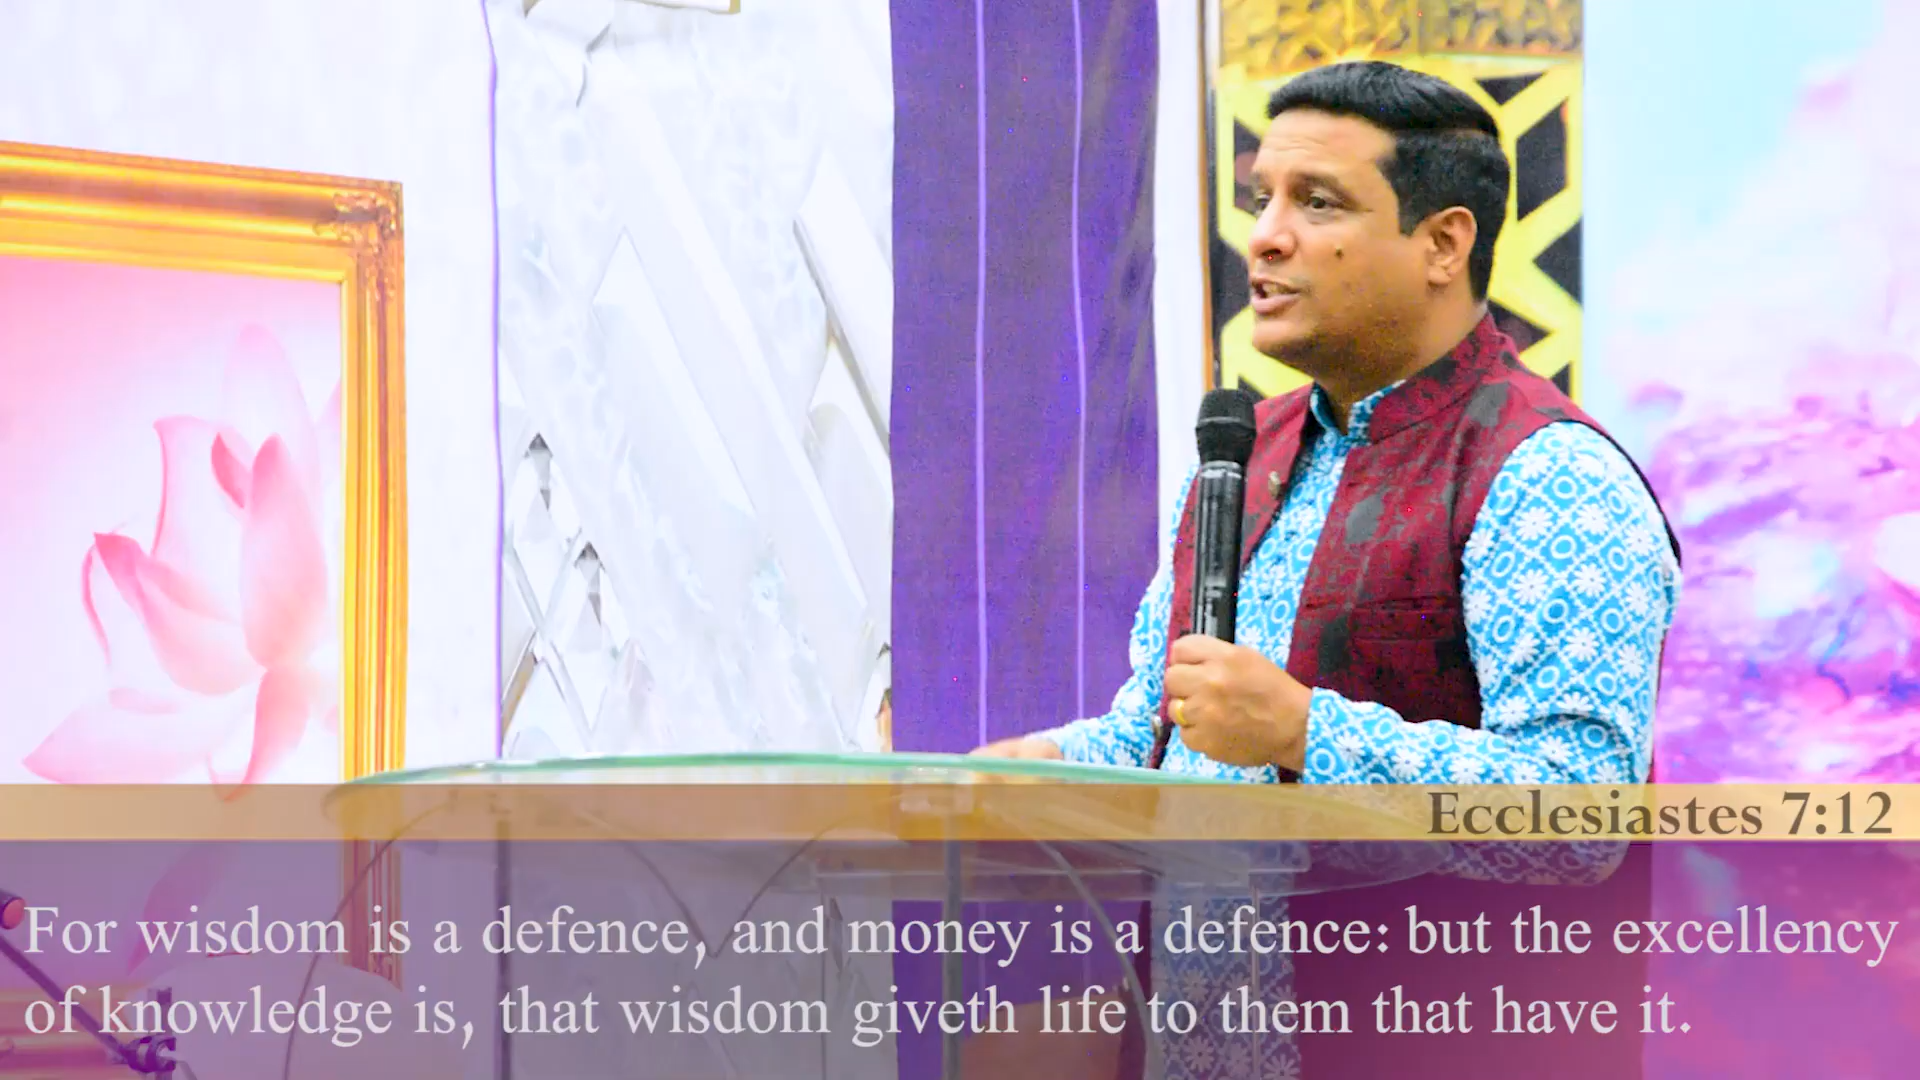 Ecclesiastes 7:12
For wisdom is a defence, and money is a defence: but the excellency
of knowledge is, that wisdom giveth life to them that have it.